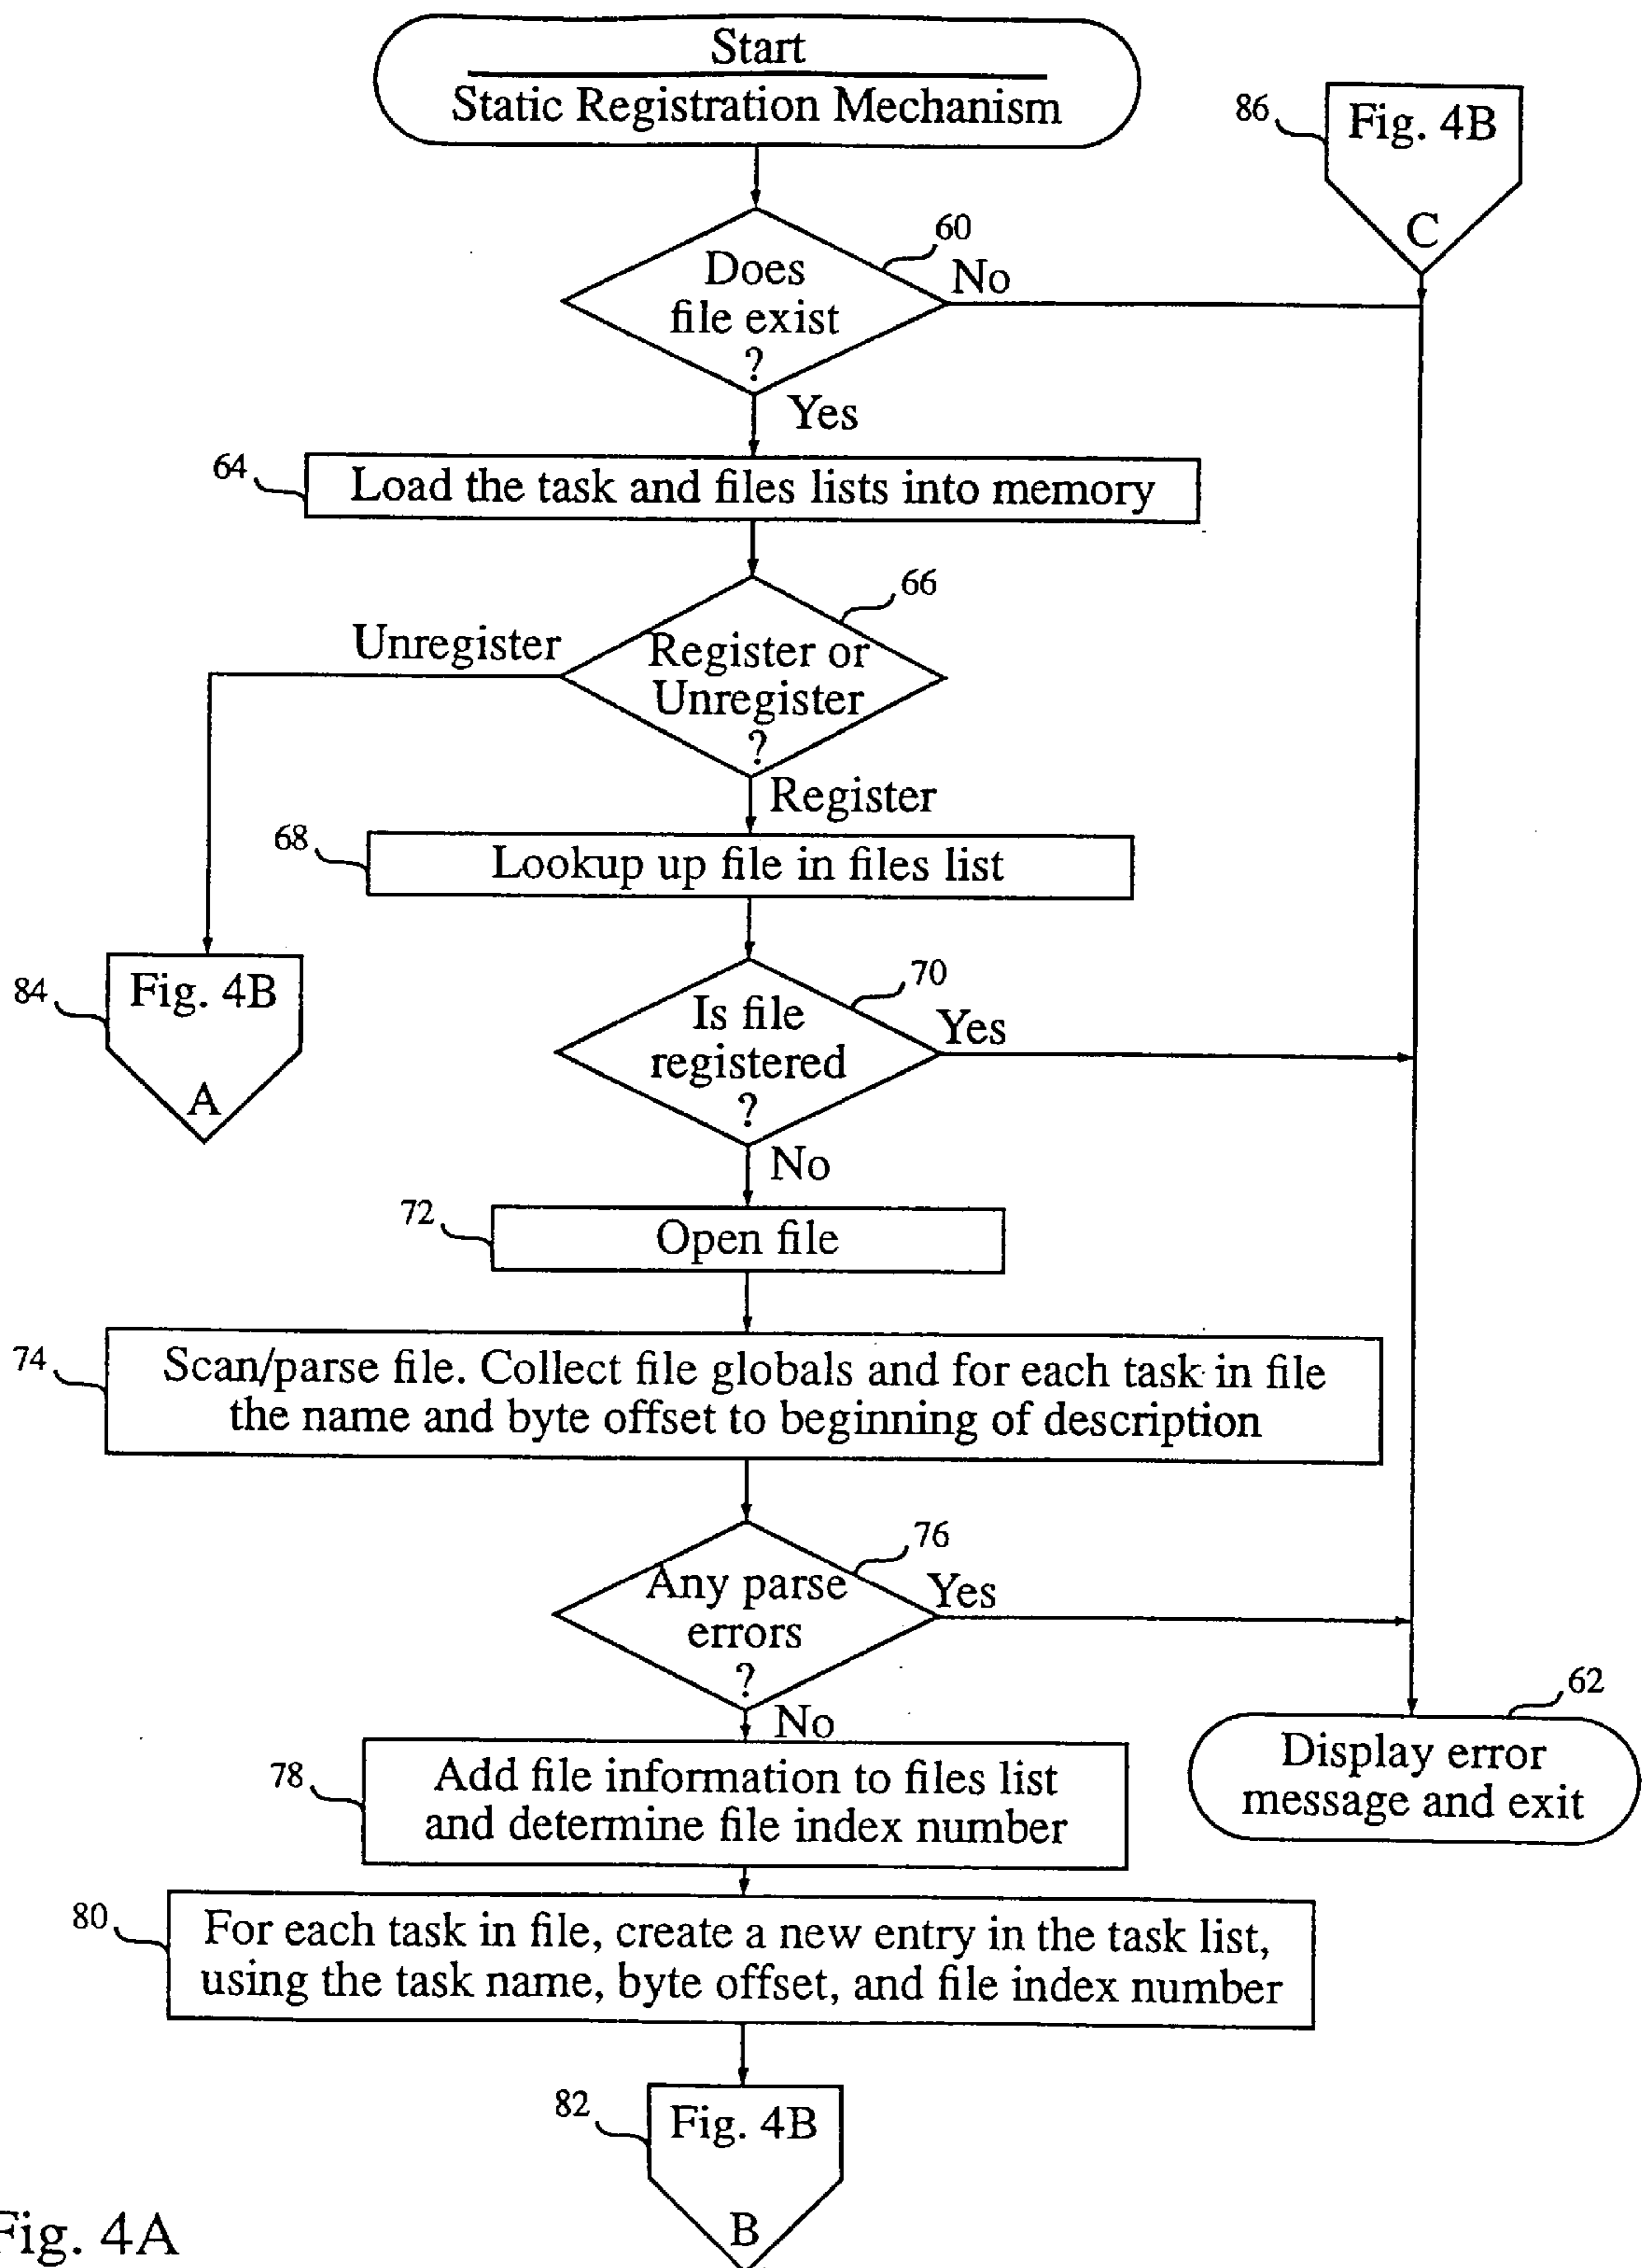 Start
Static Registration Mechanism
86
Fig. 4B
C
60
Does
file exist
?
No
Yes
64
Load the task and files lists into memory
66
Unregister
Register or
Unregister
?
Register
68
Lookup up file in files list
84
Fig. 4B
A
70
Is file
registered
?
Yes
No
72
Open file
74
Scan/parse file. Collect file globals and for each task in file
the name and byte offset to beginning of description
76
Any parse
errors
?
Yes
No
62
Display error
message and exit
78
Add file information to files list
and determine file index number
80
For each task in file, create a new entry in the task list,
using the task name, byte offset, and file index number
82
Fig. 4B
B
Fig. 4A